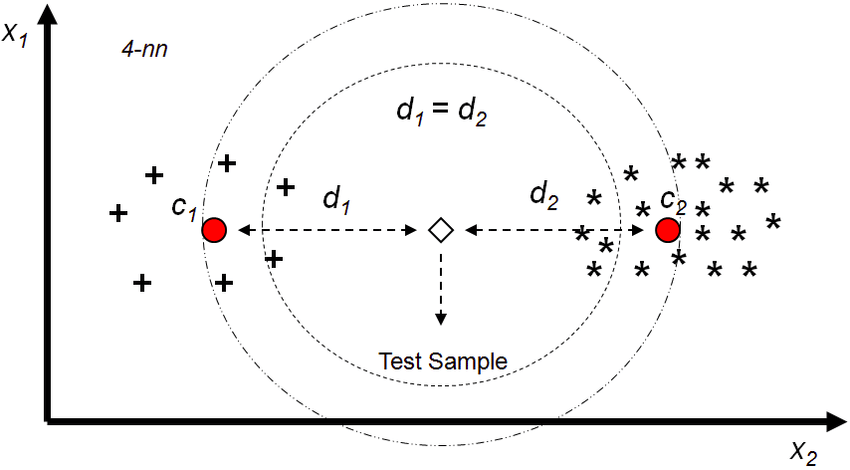 X1
4-nn
d1 = d2
c1
d1
d2
c2
Test Sample
X2